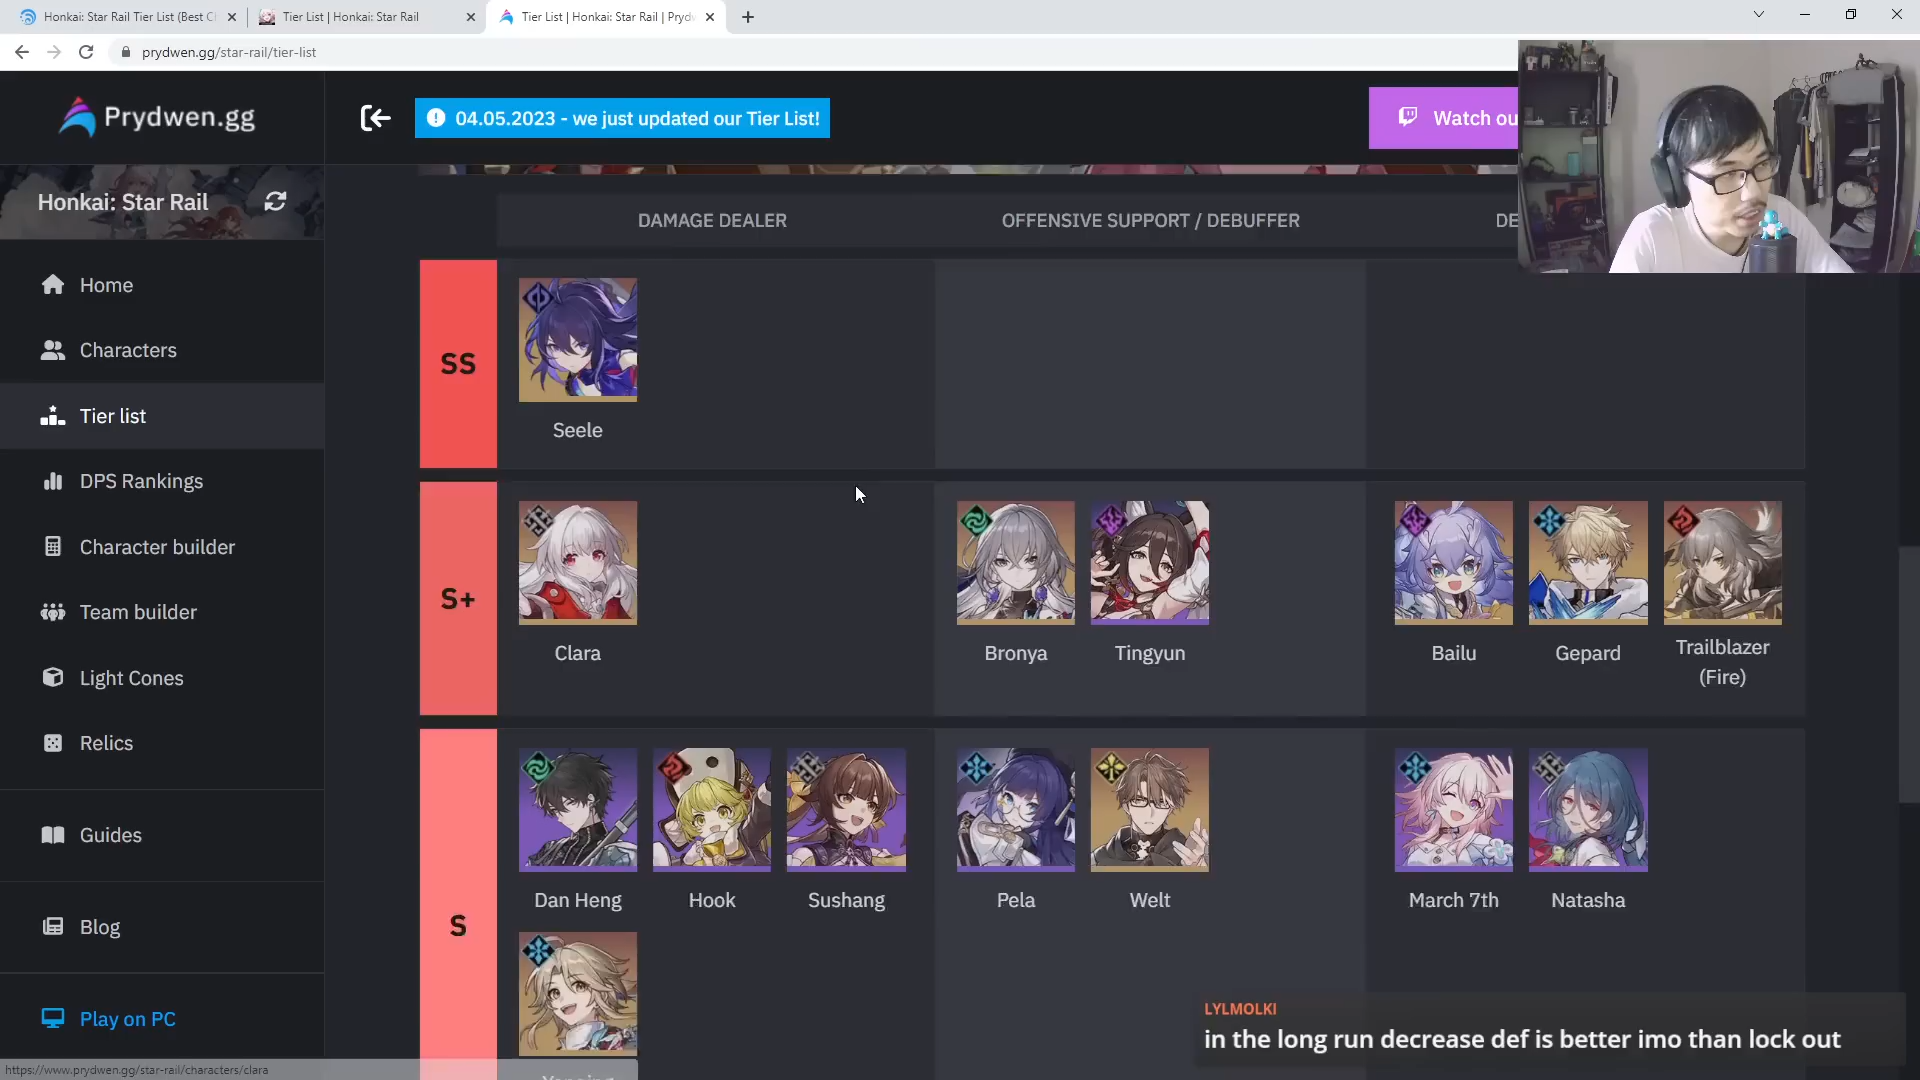 Honkai: Star Rail Tier List (Best C
Tier List | Honkai: Star Rail
Tier List | Honkai: Star Rail | Pryd
prydwen.gg/star-rail/tier-list
Prydwen.gg
04.05.2023 - we just updated our Tier List!
Watch ou
Honkai: Star Rail
Home
Characters
Tier list
DPS Rankings
Character builder
Team builder
Light Cones
Relics
Guides
Blog
Play on PC
DAMAGE DEALER
OFFENSIVE SUPPORT / DEBUFFER
DE
SS
Seele
S+
Clara
Bronya
Tingyun
Bailu
Gepard
Trailblazer
(Fire)
S
Dan Heng
Hook
Sushang
Pela
Welt
March 7th
Natasha
LYLMOLKI
in the long run decrease def is better imo than lock out
https://www.prydwen.gg/star-rail/characters/clara